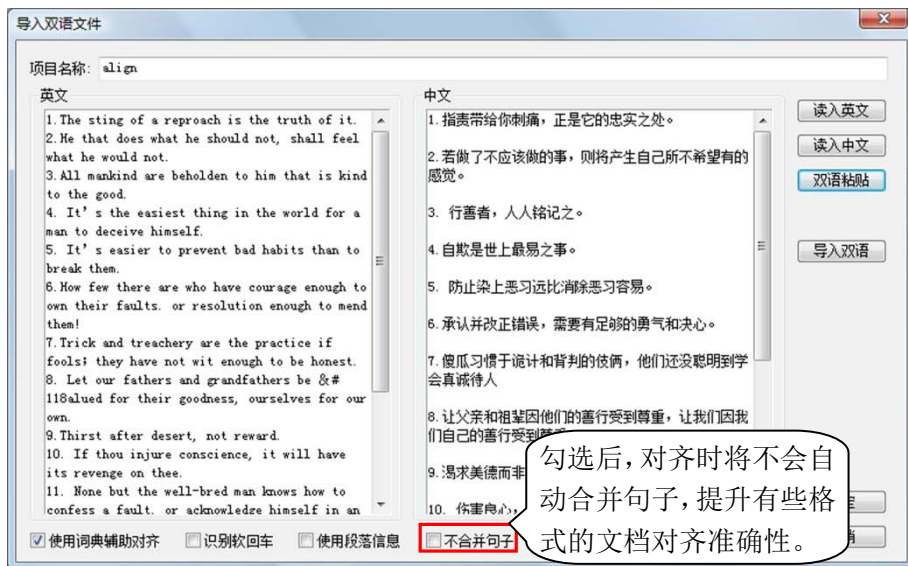 导入双语文件
项目名称: align
英文
1.The sting of a reproach is the truth of it.
2.He that does what he should not, shall feel
what he would not.
3.All mankind are beholden to him that is kind
to the good.
4. It's the easiest thing in the world for a
man to deceive himself.
5. It's easier to prevent bad habits than to
break them.
6.How few there are who have courage enough to
own their faults. or resolution enough to mend
them!
7.Trick and treachery are the practice if
fools; they have not wit enough to be honest.
8. Let our fathers and grandfathers be &#
118alued for their goodness, ourselves for our
own.
9.Thirst after desert, not reward.
10. If thou injure conscience, it will have
its revenge on thee.
11. None but the well-bred man knows how to
confess a fault. or acknowledge himself in an
中文
1.指责带给你刺痛，正是它的忠实之处。
2.若做了不应该做的事，则将产生自己所不希望有的
感觉。
3. 行善者，人人铭记之。
4.自欺是世上最易之事。
5. 防止染上恶习远比消除恶习容易。
6.承认并改正错误，需要有足够的勇气和决心。
7.傻瓜习惯于诡计和背判的伎俩，他们还没聪明到学
会真诚待人
8.让父亲和祖辈因他们的善行受到尊重，让我们因我
们自己的善行受到尊重
9.渴求美德而非
10. 伤害良心，
读入英文
读入中文
双语粘贴
导入双语
使用词典辅助对齐
识别软回车
使用段落信息
不合并句子
勾选后，对齐时将不会自
动合并句子，提升有些格
式的文档对齐准确性。